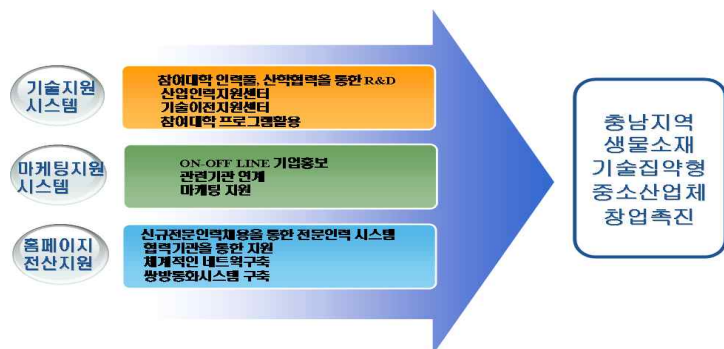 기술지원
시스템
참여대학 인력풀, 산학협력을 통한 R&D
산업인력지원센터
기술이전지원센터
참여대학 프로그램활용
마케팅지원
시스템
ON-OFF LINE 기업홍보
관련기관 연계
마케팅 지원
홈페이지
전산지원
신규전문인력채용을 통한 전문인력 시스템
협력기관을 통한 지원
체계적인 네트웍구축
쌍방통화시스템 구축
충남지역
생물소재
기술집약형
중소산업체
창업촉진